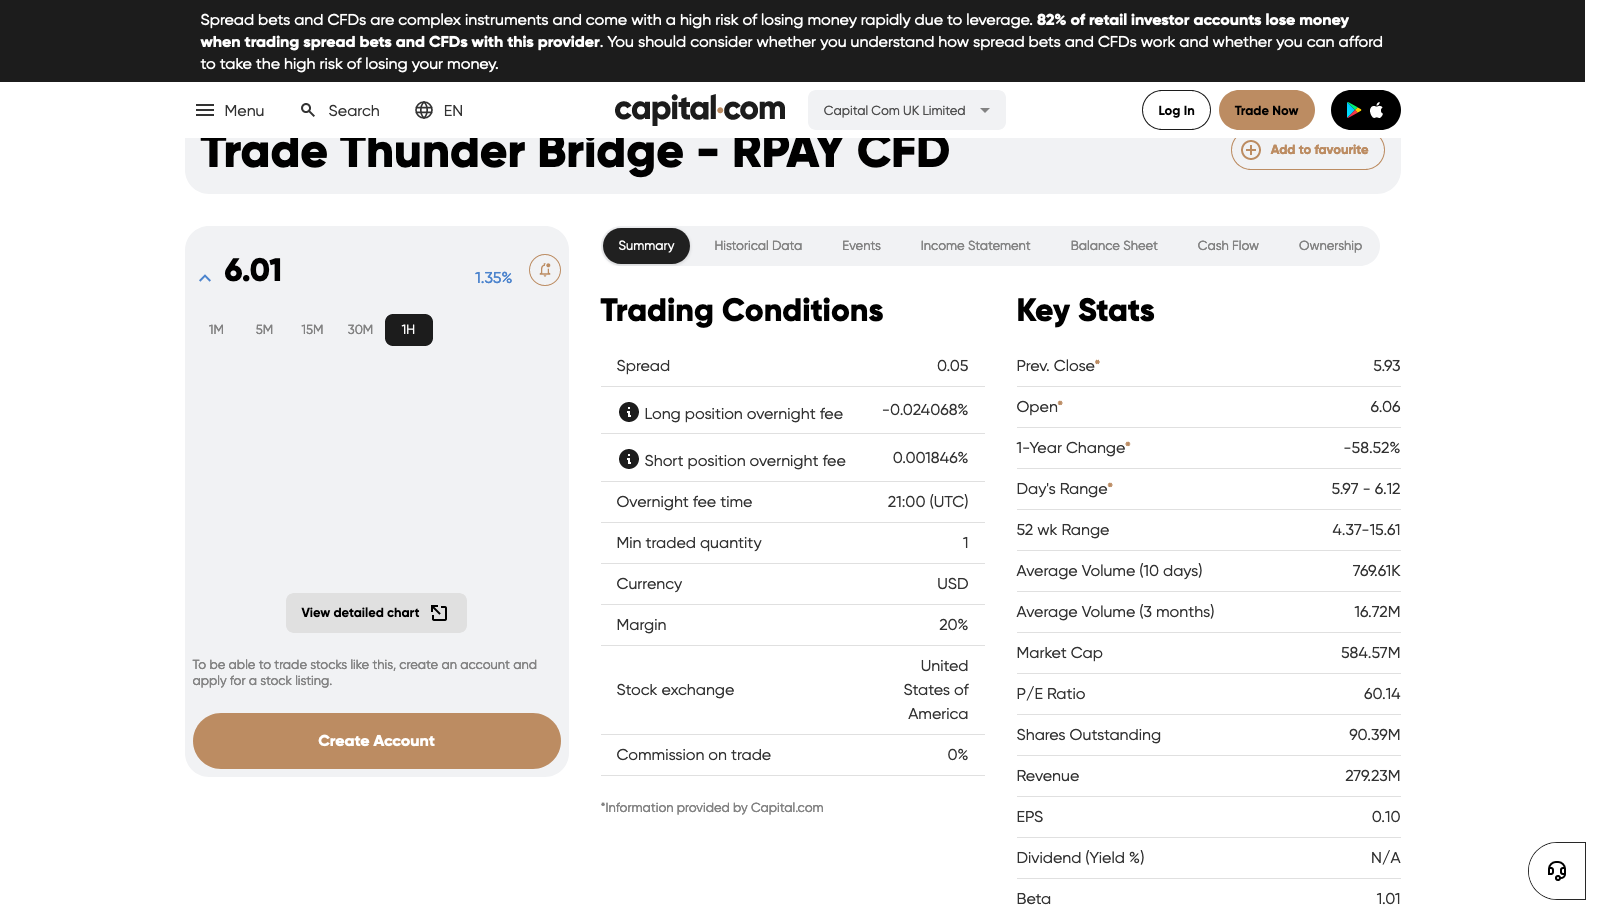 Spread bets and CFDs are complex instruments and come with a high risk of losing money rapidly due to leverage. 82% of retail investor accounts lose money
when trading spread bets and CFDs with this provider. You should consider whether you understand how spread bets and CFDs work and whether you can afford
to take the high risk of losing your money.
Menu
Search
EN
capital.com
Capital Com UK Limited
Log In
Trade Now
Trade Thunder Bridge - RPAY CFD
Add to favourite
6.01
1.35%
1M 5M 15M 30M 1H
View detailed chart
To be able to trade stocks like this, create an account and
apply for a stock listing.
Create Account
Summary Historical Data Events Income Statement Balance Sheet Cash Flow Ownership
Trading Conditions
Spread 0.05
Long position overnight fee -0.024068%
Short position overnight fee 0.001846%
Overnight fee time 21:00 (UTC)
Min traded quantity 1
Currency USD
Margin 20%
Stock exchange United
States of
America
Commission on trade 0%
*Information provided by Capital.com
Key Stats
Prev. Close* 5.93
Open* 6.06
1-Year Change* -58.52%
Day's Range* 5.97 - 6.12
52 wk Range 4.37-15.61
Average Volume (10 days) 769.61K
Average Volume (3 months) 16.72M
Market Cap 584.57M
P/E Ratio 60.14
Shares Outstanding 90.39M
Revenue 279.23M
EPS 0.10
Dividend (Yield %) N/A
Beta 1.01